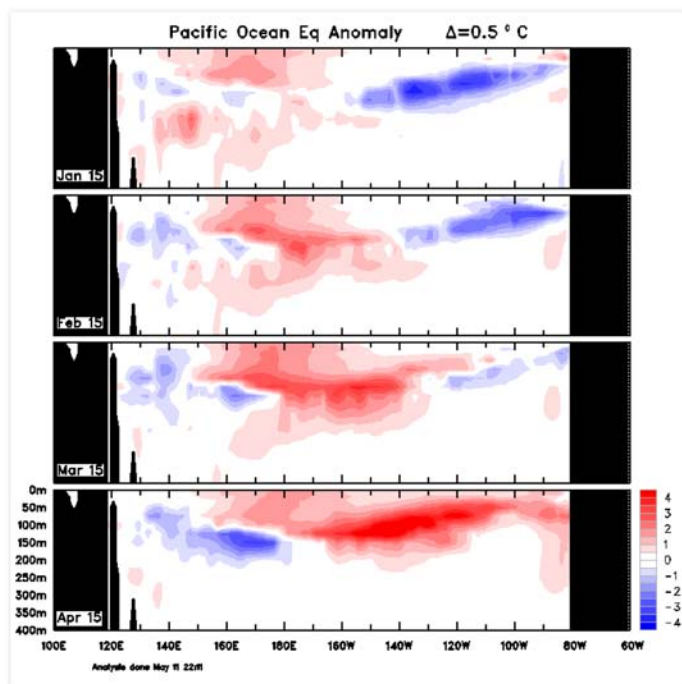 Pacific Ocean Eq Anomaly Δ=0.5 ° C
Jan 15
Feb 15
Mar 15
0m
50m
100m
150m
200m
250m
300m
350m
400m
Apr 15
4
3
2
1
0
-1
-2
-3
-4
100E 120E 140E 160E 180E 160W 140W 120W 100W 80W 60W
Analysis done May 11